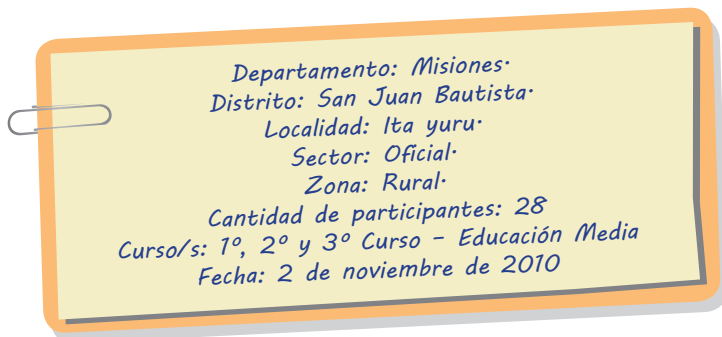 Departamento: Misiones.
Distrito: San Juan Bautista.
Localidad: Ita yuru.
Sector: Oficial.
Zona: Rural.
Cantidad de participantes: 28
Curso/s: 1º, 2º y 3º Curso - Educación Media
Fecha: 2 de noviembre de 2010